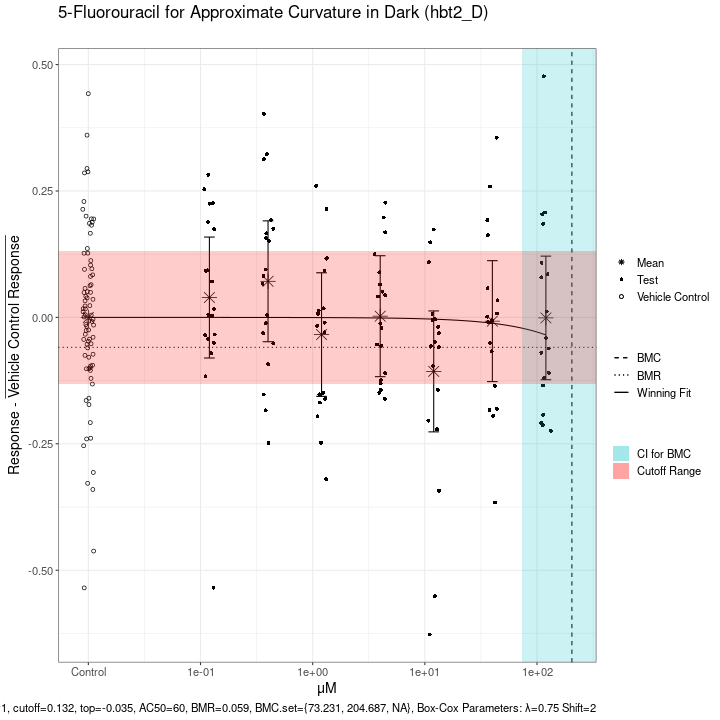 5-Fluorouracil for Approximate Curvature in Dark (hbt2_D)
Response - Vehicle Control Response
0.50
0.25
0.00
-0.25
-0.50
Control
1e-01
1e+00
1e+01
1e+02
μM
Mean
Test
Vehicle Control
BMC
BMR
Winning Fit
CI for BMC
Cutoff Range
1, cutoff=0.132, top=-0.035, AC50=60, BMR=0.059, BMC.set={73.231, 204.687, NA}, Box-Cox Parameters: λ=0.75 Shift=2